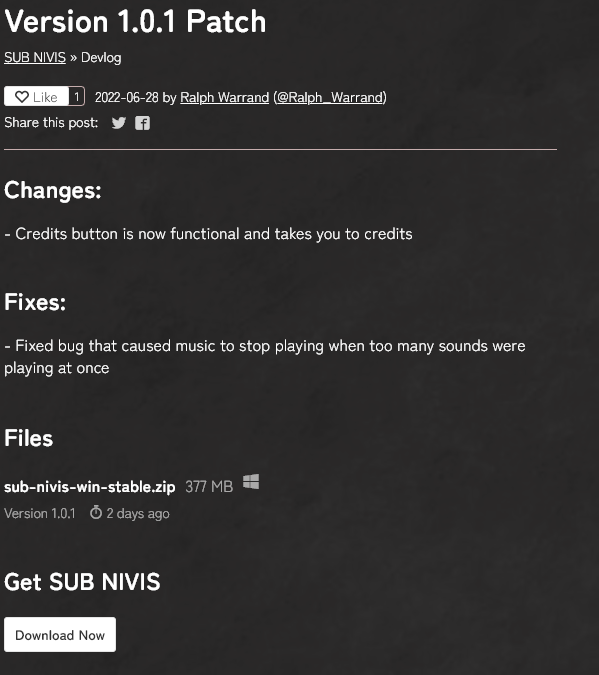 Version 1.0.1 Patch
SUB NIVIS » Devlog
Like 1 2022-06-28 by Ralph Warrand (@Ralph_Warrand)
Share this post:
Changes:
- Credits button is now functional and takes you to credits
Fixes:
- Fixed bug that caused music to stop playing when too many sounds were
playing at once
Files
sub-nivis-win-stable.zip 377 MB
Version 1.0.1 2 days ago
Get SUB NIVIS
Download Now